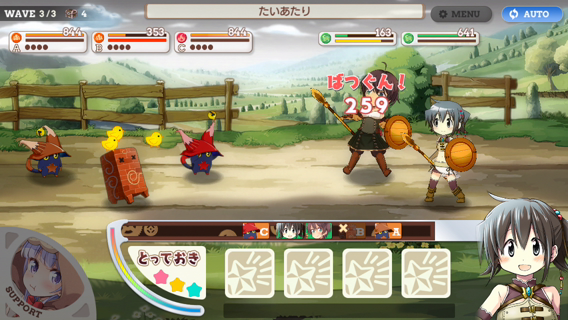 WAVE 3/3 4
たいあたり
MENU
AUTO
844
353
844
163
641
A
B
C
ばつぐん！
259
C
B
A
とっておき
SUPPORT